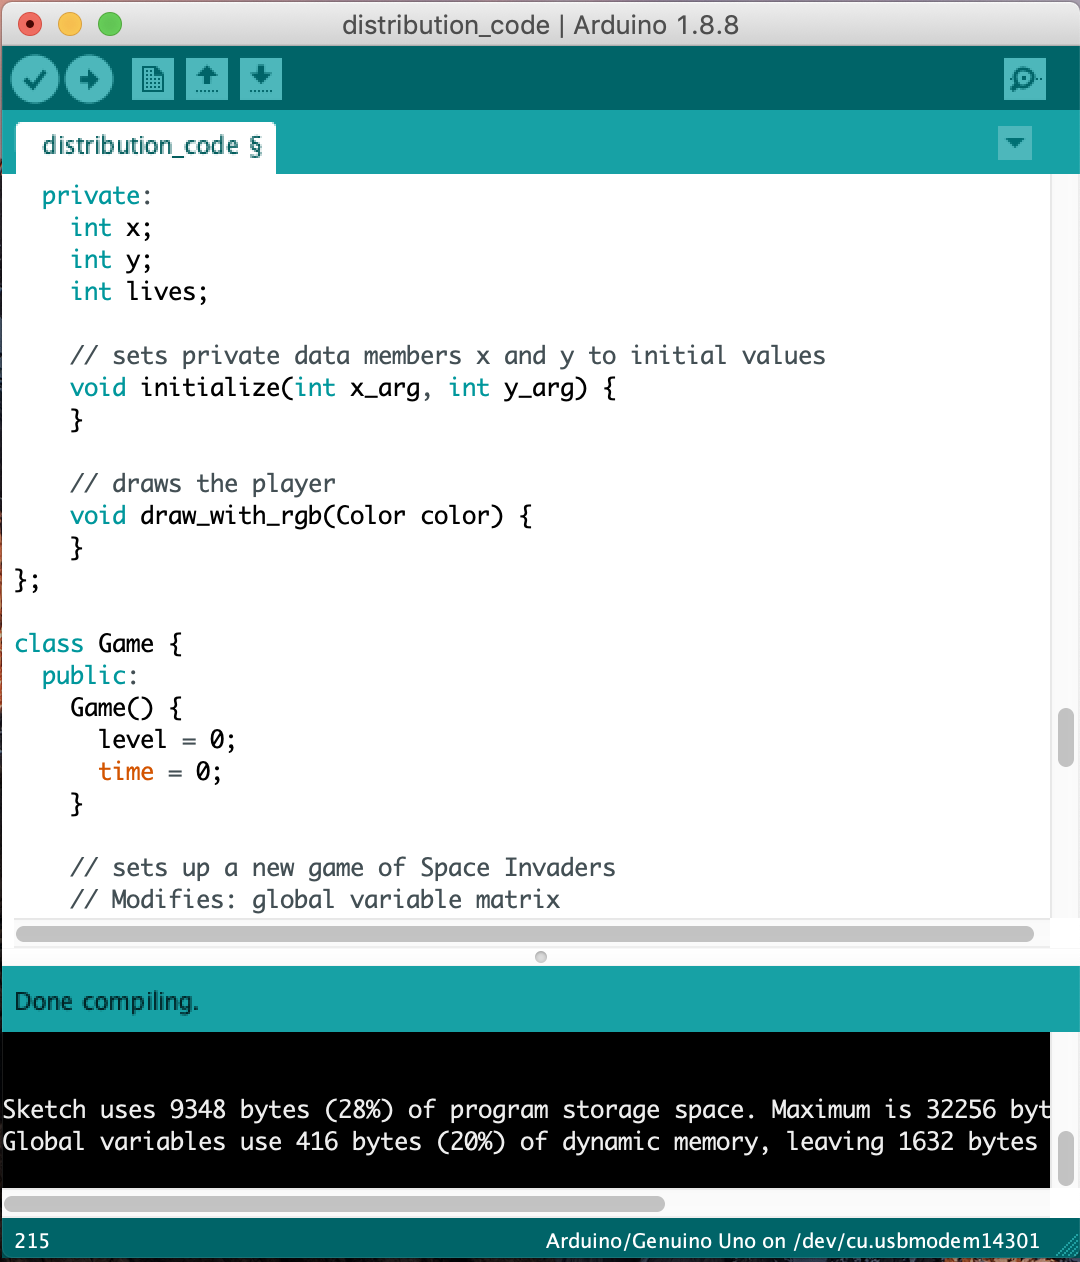 distribution_code | Arduino 1.8.8
distribution_code §
private:
int x;
int y;
int lives;
// sets private data members x and y to initial values
void initialize(int x_arg, int y_arg) {
}
// draws the player
void draw_with_rgb(Color color) {
}
};
class Game {
public:
Game() {
level = 0;
time = 0;
}
// sets up a new game of Space Invaders
// Modifies: global variable matrix
Done compiling.
Sketch uses 9348 bytes (28%) of program storage space. Maximum is 32256 byt
Global variables use 416 bytes (20%) of dynamic memory, leaving 1632 bytes
215
Arduino/Genuino Uno on /dev/cu.usbmodem14301